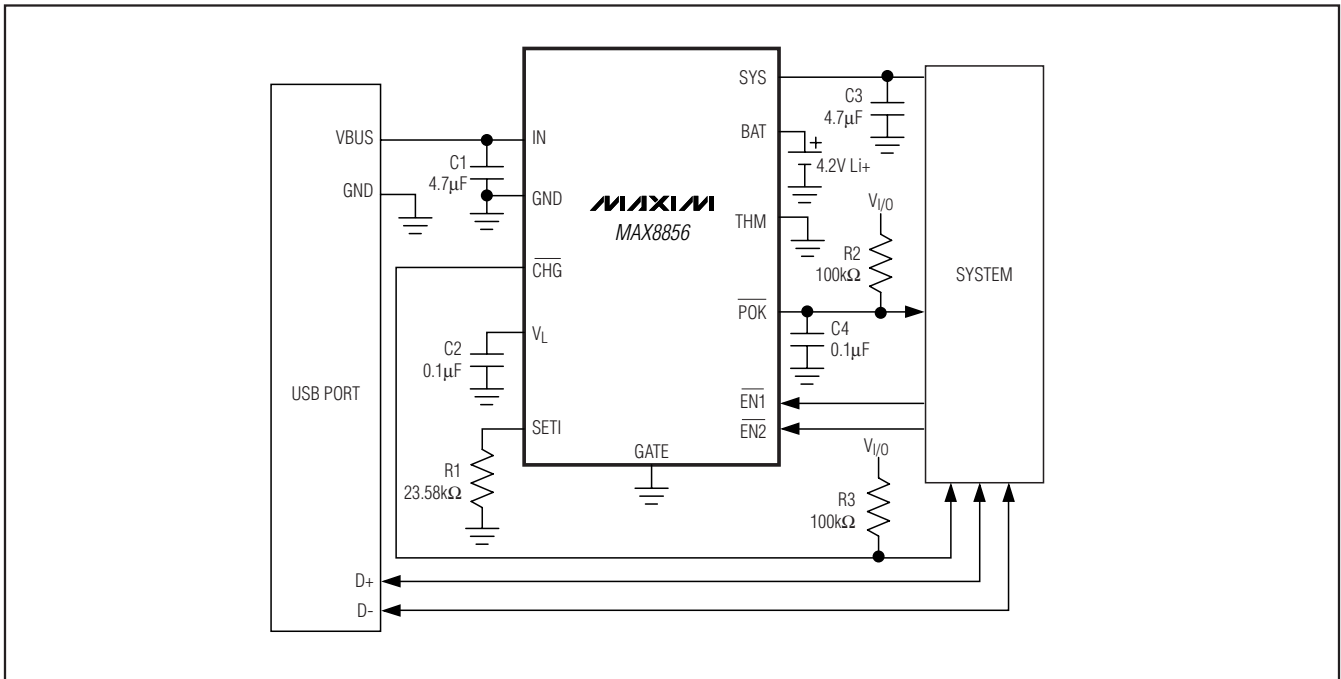 USB PORT
VBUS
GND
D+
D-
C1
4.7µF
C2
0.1µF
R1
23.58kΩ
IN
GND
CHG
VL
SETI
MAXIM
MAX8856
GATE
SYS
BAT
THM
POK
EN1
EN2
C3
4.7µF
+
4.2V Li+
VI/O
R2
100kΩ
C4
0.1µF
VI/O
R3
100kΩ
SYSTEM